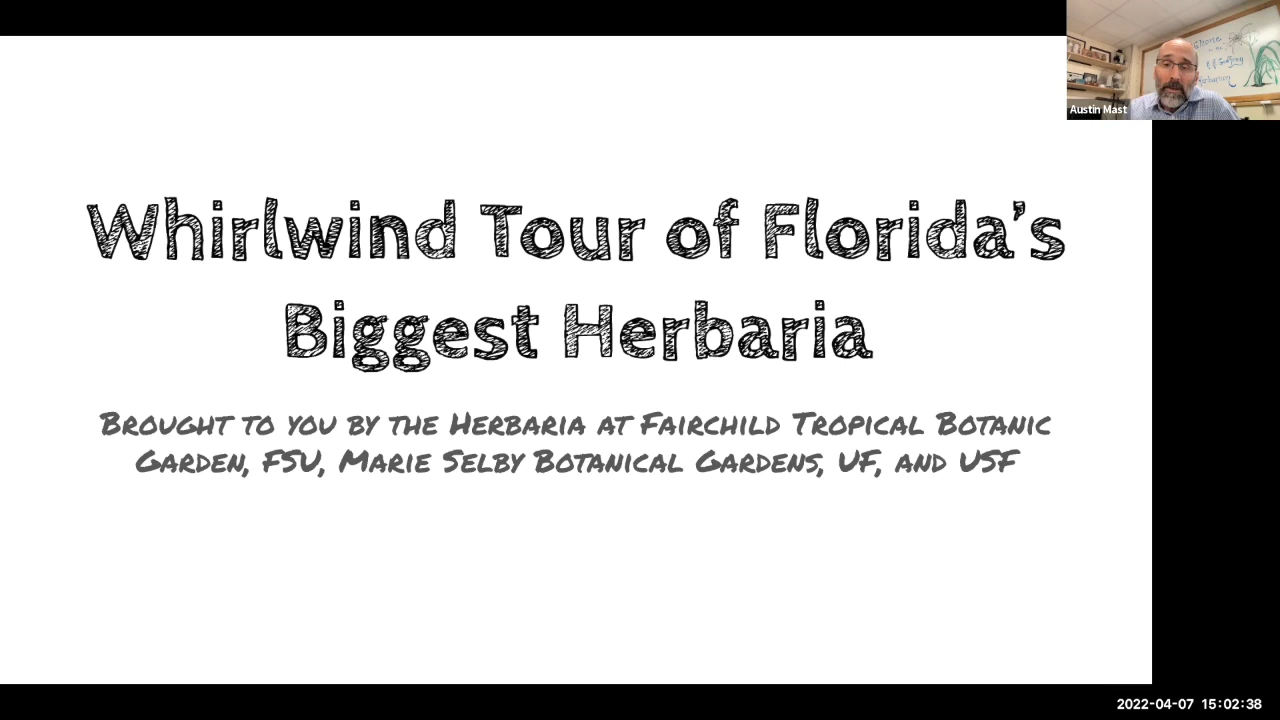 Whirlwind Tour of Florida's
Biggest Herbaria
Brought to you by the Herbaria at Fairchild Tropical Botanic
Garden, FSU, Marie Selby Botanical Gardens, UF, and USF
Austin Mast
2022-04-07 15:02:38